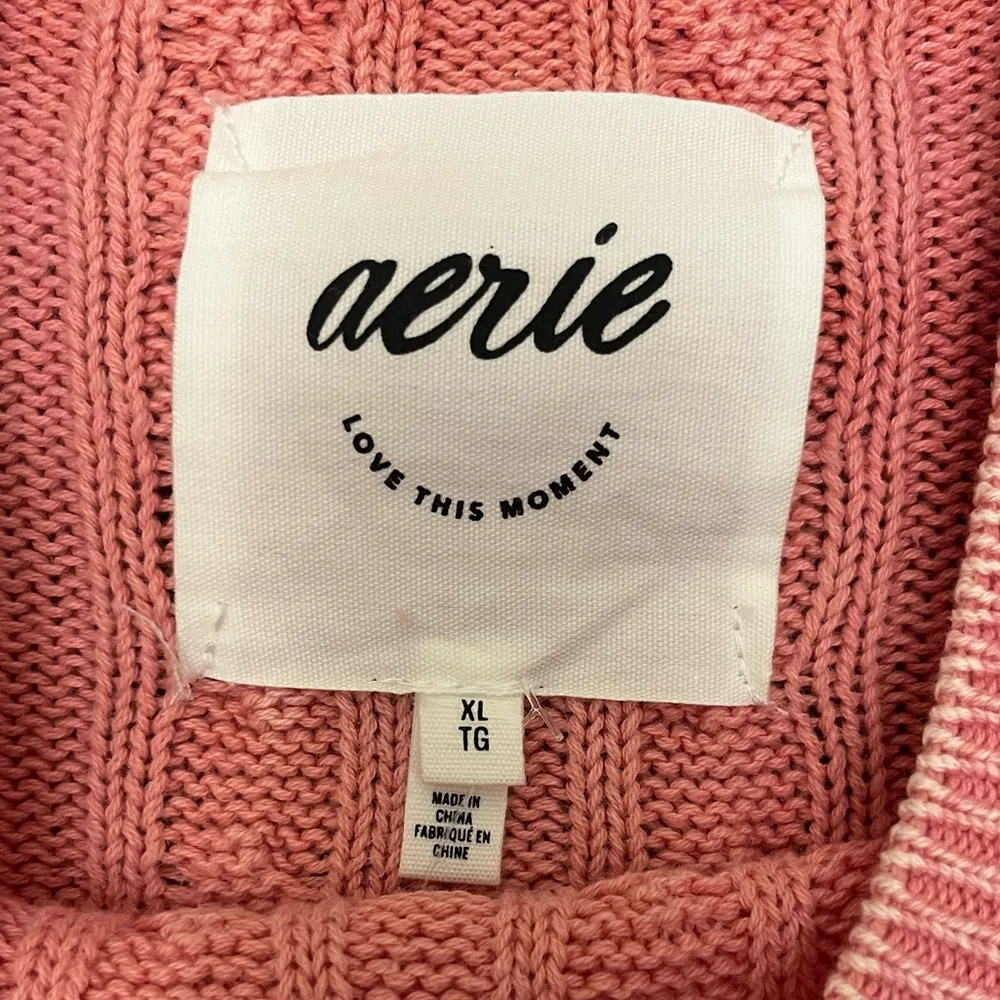 aerie
LOVE THIS MOMENT
XL
TG
MADE IN
CHINA
FABRIQUÉ EN
CHINE